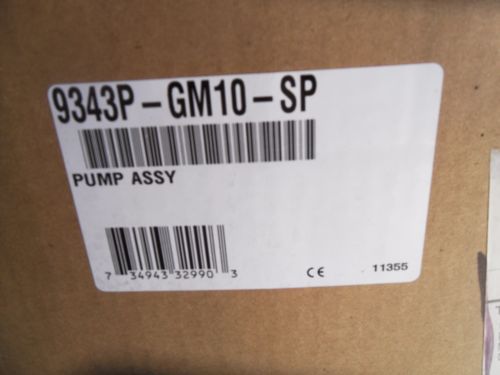 9343P-GM10-SP
PUMP ASSY
7 34943 32990 3
CE 11355